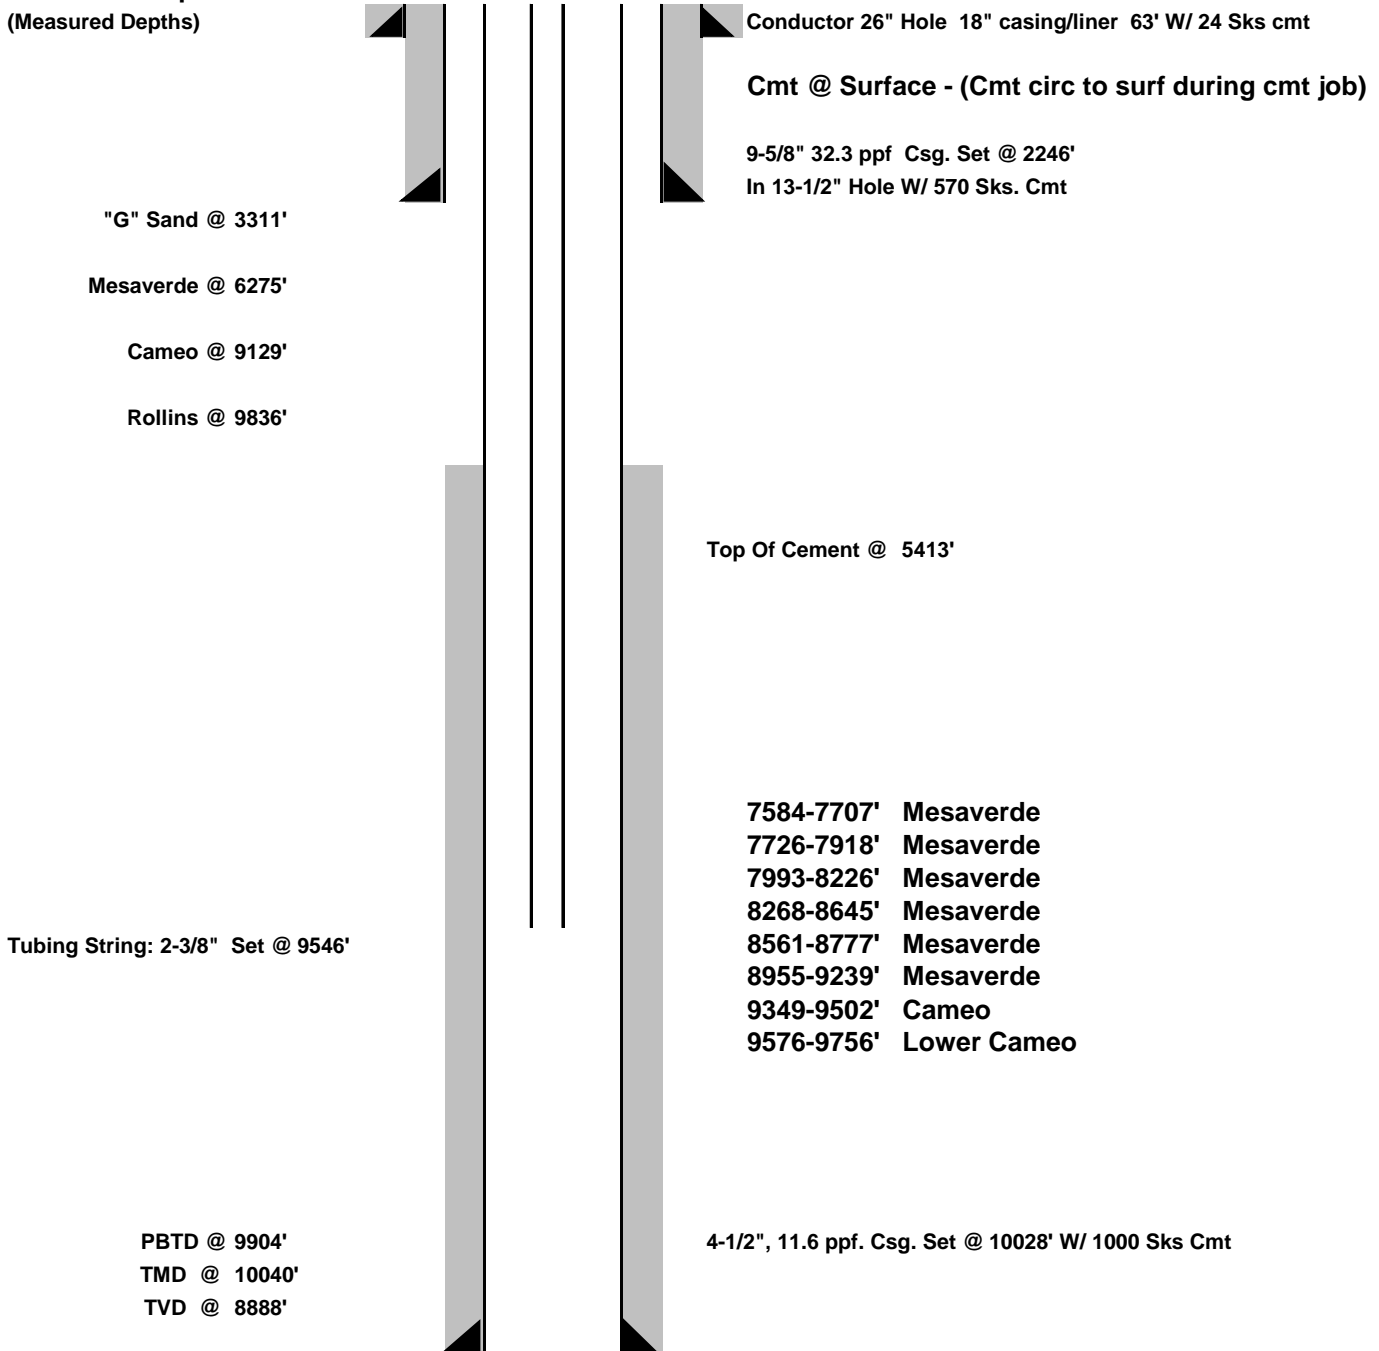 (Measured Depths)
Conductor 26" Hole 18" casing/liner 63' W/ 24 Sks cmt
Cmt @ Surface - (Cmt circ to surf during cmt job)
9-5/8" 32.3 ppf Csg. Set @ 2246'
In 13-1/2" Hole W/ 570 Sks. Cmt
"G" Sand @ 3311'
Mesaverde @ 6275'
Cameo @ 9129'
Rollins @ 9836'
Top Of Cement @ 5413'
7584-7707' Mesaverde
7726-7918' Mesaverde
7993-8226' Mesaverde
8268-8645' Mesaverde
8561-8777' Mesaverde
8955-9239' Mesaverde
9349-9502' Cameo
9576-9756' Lower Cameo
Tubing String: 2-3/8" Set @ 9546'
PBTD @ 9904'
TMD @ 10040'
TVD @ 8888'
4-1/2", 11.6 ppf. Csg. Set @ 10028' W/ 1000 Sks Cmt